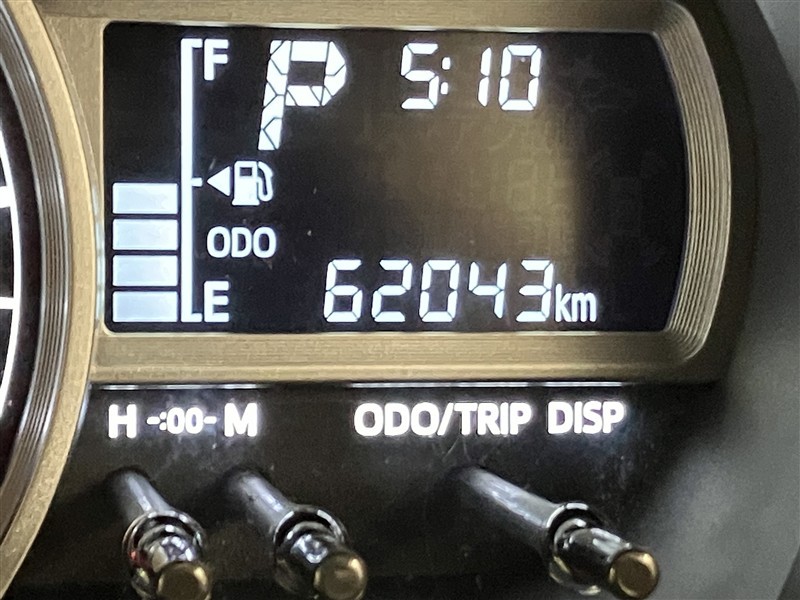 F P 5:10
ODO
E 62043km
H -:00- M ODO/TRIP DISP